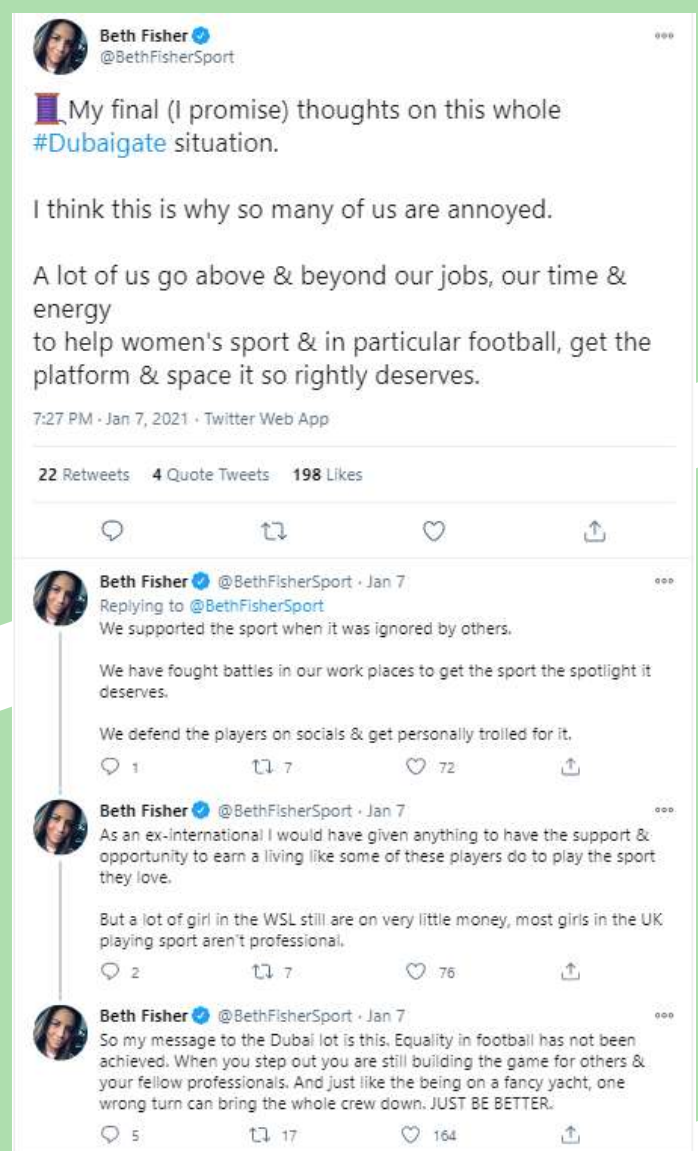 Beth Fisher
@BethFisherSport
🧵My final (I promise) thoughts on this whole
#Dubaigate situation.
I think this is why so many of us are annoyed.
A lot of us go above & beyond our jobs, our time &
energy
to help women's sport & in particular football, get the
platform & space it so rightly deserves.
7:27 PM · Jan 7, 2021 · Twitter Web App
22 Retweets 4 Quote Tweets 198 Likes
Beth Fisher @BethFisherSport · Jan 7
Replying to @BethFisherSport
We supported the sport when it was ignored by others.
We have fought battles in our work places to get the sport the spotlight it
deserves.
We defend the players on socials & get personally trolled for it.
1 7 72
Beth Fisher @BethFisherSport · Jan 7
As an ex-international I would have given anything to have the support &
opportunity to earn a living like some of these players do to play the sport
they love.
But a lot of girl in the WSL still are on very little money, most girls in the UK
playing sport aren't professional.
2 7 76
Beth Fisher @BethFisherSport · Jan 7
So my message to the Dubai lot is this. Equality in football has not been
achieved. When you step out you are still building the game for others &
your fellow professionals. And just like the being on a fancy yacht, one
wrong turn can bring the whole crew down. JUST BE BETTER.
5 17 164